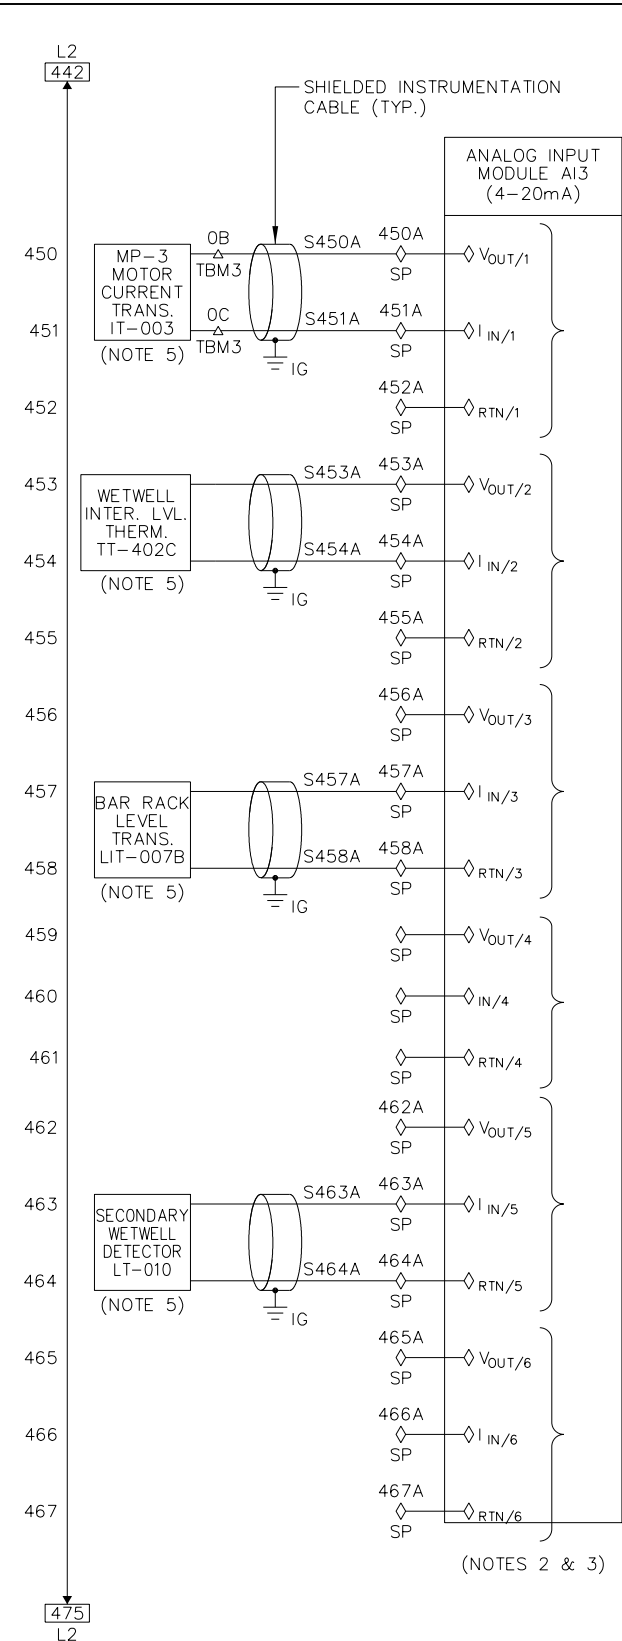 L2
442
SHIELDED INSTRUMENTATION
CABLE (TYP.)
ANALOG INPUT
MODULE AI3
(4-20mA)
450
MP-3
MOTOR
CURRENT
TRANS.
IT-003
(NOTE 5)
0B
TBM3
S450A
450A
SP
VOUT/1
451
0C
TBM3
S451A
451A
SP
I IN/1
IG
452
452A
SP
RTN/1
453
WETWELL
INTER. LVL.
THERM.
TT-402C
(NOTE 5)
S453A
453A
SP
VOUT/2
454
S454A
454A
SP
I IN/2
IG
455
455A
SP
RTN/2
456
456A
SP
VOUT/3
457
BAR RACK
LEVEL
TRANS.
LIT-007B
(NOTE 5)
S457A
457A
SP
I IN/3
458
S458A
458A
SP
RTN/3
IG
459
SP
VOUT/4
460
SP
IN/4
461
SP
RTN/4
462
462A
SP
VOUT/5
463
SECONDARY
WETWELL
DETECTOR
LT-010
(NOTE 5)
S463A
463A
SP
I IN/5
464
S464A
464A
SP
RTN/5
IG
465
465A
SP
VOUT/6
466
466A
SP
I IN/6
467
467A
SP
RTN/6
(NOTES 2 & 3)
475
L2